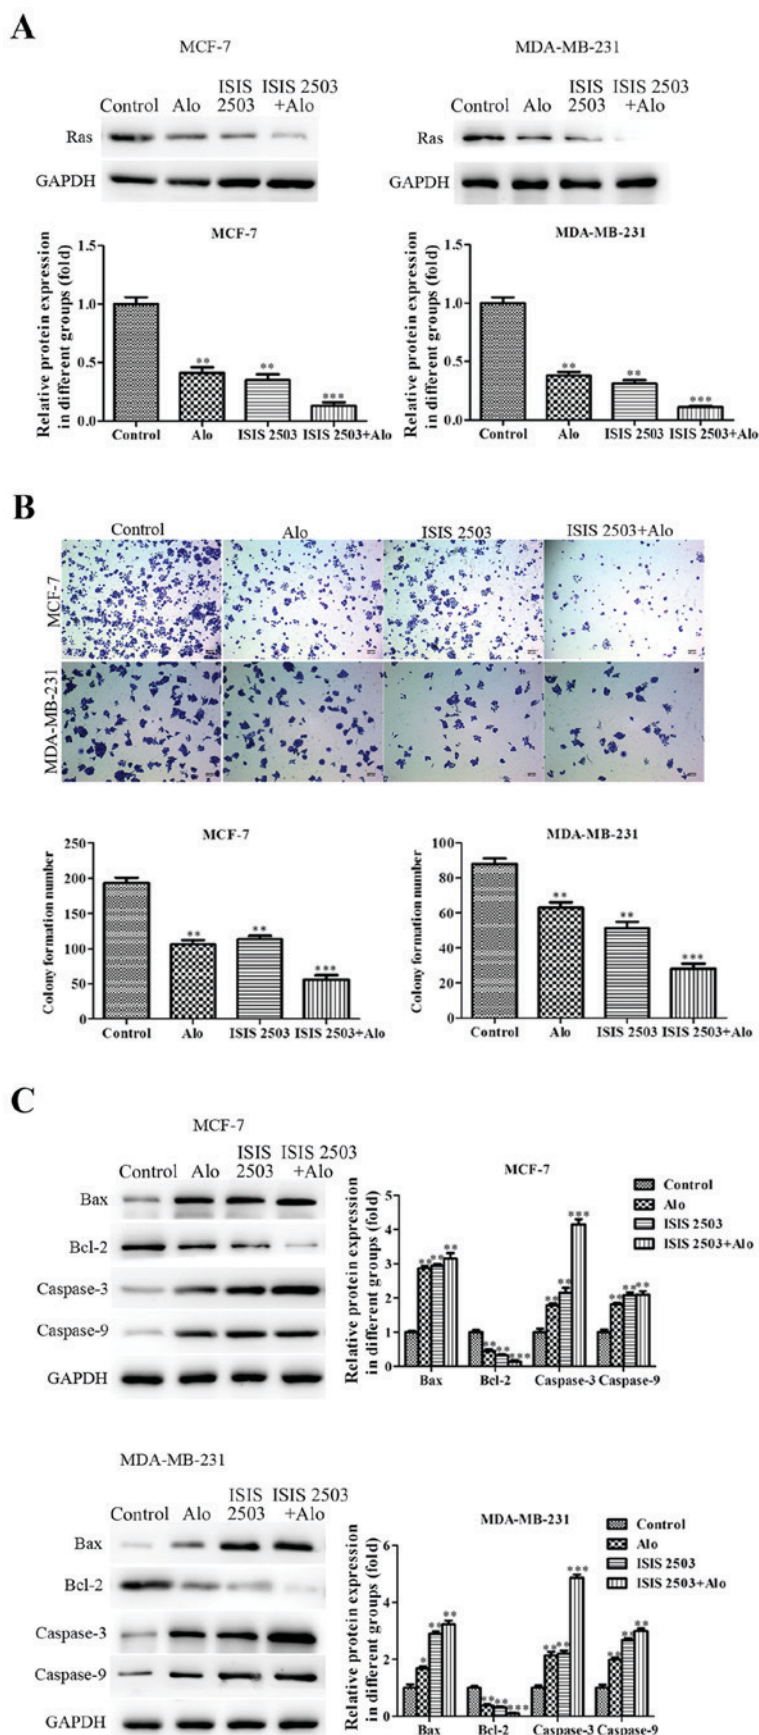 A
MCF-7
Control Alo ISIS 2503 ISIS 2503 +Alo
Ras
GAPDH
MDA-MB-231
Control Alo ISIS 2503 ISIS 2503 +Alo
Ras
GAPDH
MCF-7
Relative protein expression
in different groups (fold)
1.5
1.0
0.5
0.0
** ** ***
Control Alo ISIS 2503 ISIS 2503+Alo
MDA-MB-231
Relative protein expression
in different groups (fold)
1.5
1.0
0.5
0.0
** ** ***
Control Alo ISIS 2503 ISIS 2503+Alo
B
Control Alo ISIS 2503 ISIS 2503+Alo
MCF-7
MDA-MB-231
MCF-7
Colony formation number
250
200
150
100
50
0
** ** ***
Control Alo ISIS 2503 ISIS 2503+Alo
MDA-MB-231
Colony formation number
100
80
60
40
20
0
** ** ***
Control Alo ISIS 2503 ISIS 2503+Alo
C
MCF-7
Control Alo ISIS 2503 ISIS 2503 +Alo
Bax
Bcl-2
Caspase-3
Caspase-9
GAPDH
MCF-7
Relative protein expression
in different groups (fold)
5
4
3
2
1
0
** ** **
** ** ***
** ** ***
** ** **
Bax Bcl-2 Caspase-3 Caspase-9
Control
Alo
ISIS 2503
ISIS 2503+Alo
MDA-MB-231
Control Alo ISIS 2503 ISIS 2503 +Alo
Bax
Bcl-2
Caspase-3
Caspase-9
GAPDH
MDA-MB-231
Relative protein expression
in different groups (fold)
6
4
2
0
* ** **
** ** ***
** ** ***
** ** **
Bax Bcl-2 Caspase-3 Caspase-9
Control
Alo
ISIS 2503
ISIS 2503+Alo